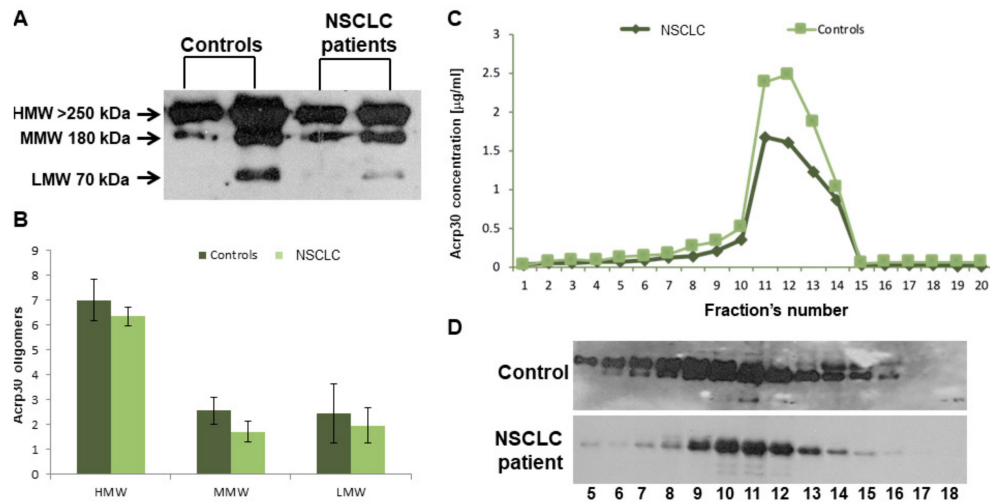 A
Controls
NSCLC
patients
HMW >250 kDa
MMW 180 kDa
LMW 70 kDa
B
Controls NSCLC
Acrp30 oligomers
9
8
7
6
5
4
3
2
1
0
HMW MMW LMW
C
NSCLC Controls
Acrp30 concentration [µg/ml]
3
2.5
2
1.5
1
0.5
0
1 2 3 4 5 6 7 8 9 10 11 12 13 14 15 16 17 18 19 20
Fraction's number
D
Control
NSCLC
patient
5 6 7 8 9 10 11 12 13 14 15 16 17 18